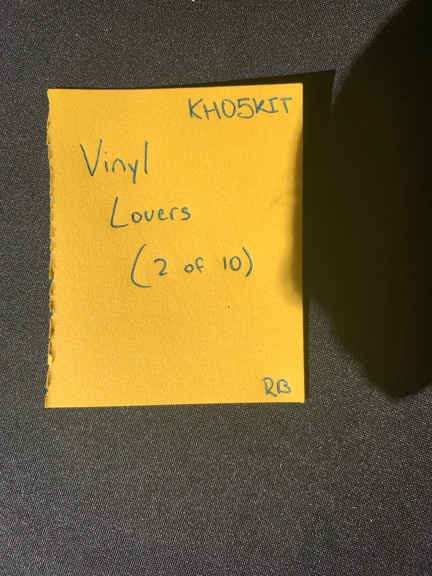 KH05KIT
Vinyl
Lovers
(2 of 10)
RB